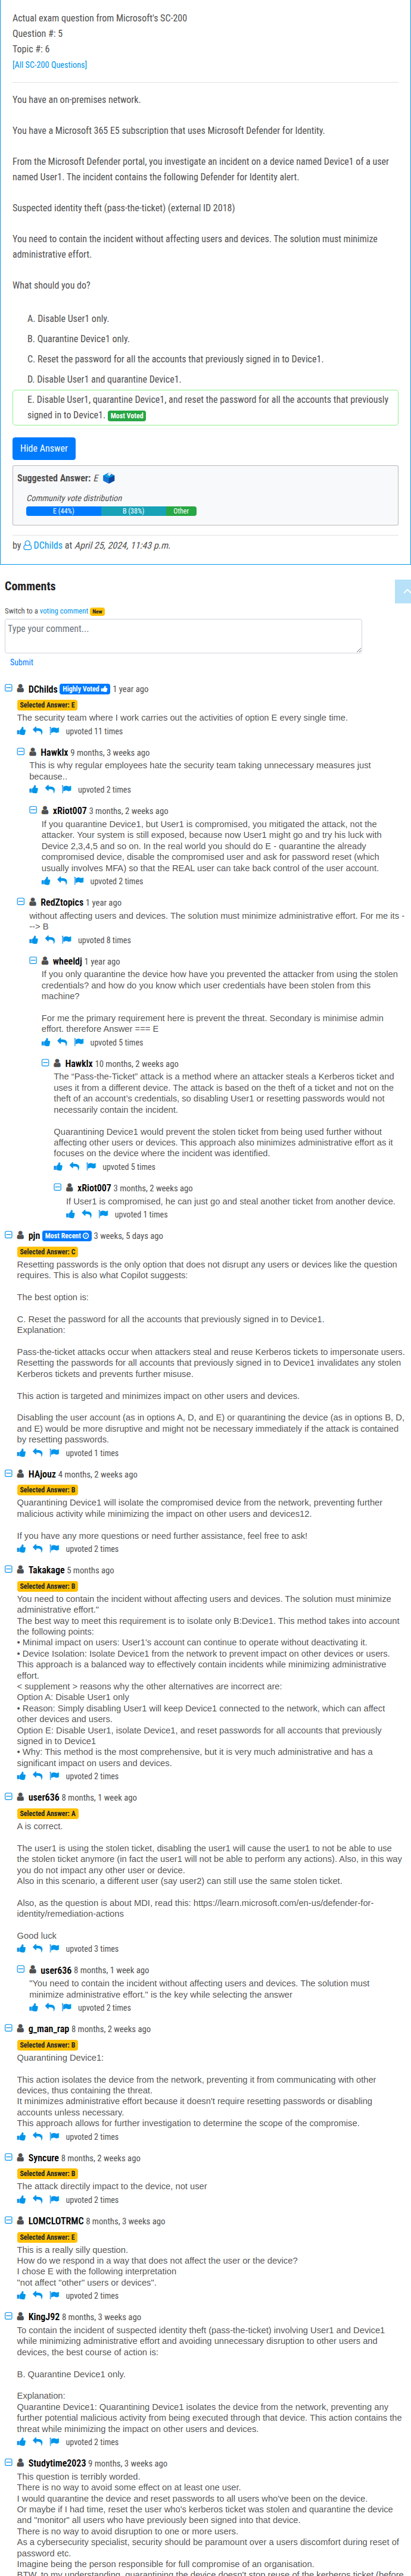 Actual exam question from Microsoft's SC-200
Question #: 5
Topic #: 6
[All SC-200 Questions]
You have an on-premises network.
You have a Microsoft 365 E5 subscription that uses Microsoft Defender for Identity.
From the Microsoft Defender portal, you investigate an incident on a device named Device1 of a user
named User1. The incident contains the following Defender for Identity alert.
Suspected identity theft (pass-the-ticket) (external ID 2018)
You need to contain the incident without affecting users and devices. The solution must minimize
administrative effort.
What should you do?
A. Disable User1 only.
B. Quarantine Device1 only.
C. Reset the password for all the accounts that previously signed in to Device1.
D. Disable User1 and quarantine Device1.
E. Disable User1, quarantine Device1, and reset the password for all the accounts that previously
signed in to Device1. Most Voted
Hide Answer
Suggested Answer: E
Community vote distribution
E (44%) B (38%) Other
by DChilds at April 25, 2024, 11:43 p.m.
Comments
Switch to a voting comment New
Type your comment...
Submit
DChilds Highly Voted 1 year ago
Selected Answer: E
The security team where I work carries out the activities of option E every single time.
upvoted 11 times
Hawklx 9 months, 3 weeks ago
This is why regular employees hate the security team taking unnecessary measures just
because..
upvoted 2 times
xRiot007 3 months, 2 weeks ago
If you quarantine Device1, but User1 is compromised, you mitigated the attack, not the
attacker. Your system is still exposed, because now User1 might go and try his luck with
Device 2,3,4,5 and so on. In the real world you should do E - quarantine the already
compromised device, disable the compromised user and ask for password reset (which
usually involves MFA) so that the REAL user can take back control of the user account.
upvoted 2 times
RedZtopics 1 year ago
without affecting users and devices. The solution must minimize administrative effort. For me its -
--> B
upvoted 8 times
wheeldj 1 year ago
If you only quarantine the device how have you prevented the attacker from using the stolen
credentials? and how do you know which user credentials have been stolen from this
machine?
For me the primary requirement here is prevent the threat. Secondary is minimise admin
effort. therefore Answer === E
upvoted 5 times
Hawklx 10 months, 2 weeks ago
The “Pass-the-Ticket” attack is a method where an attacker steals a Kerberos ticket and
uses it from a different device. The attack is based on the theft of a ticket and not on the
theft of an account’s credentials, so disabling User1 or resetting passwords would not
necessarily contain the incident.
Quarantining Device1 would prevent the stolen ticket from being used further without
affecting other users or devices. This approach also minimizes administrative effort as it
focuses on the device where the incident was identified.
upvoted 5 times
xRiot007 3 months, 2 weeks ago
If User1 is compromised, he can just go and steal another ticket from another device.
upvoted 1 times
pjn Most Recent 3 weeks, 5 days ago
Selected Answer: C
Resetting passwords is the only option that does not disrupt any users or devices like the question
requires. This is also what Copilot suggests:
The best option is:
C. Reset the password for all the accounts that previously signed in to Device1.
Explanation:
Pass-the-ticket attacks occur when attackers steal and reuse Kerberos tickets to impersonate users.
Resetting the passwords for all accounts that previously signed in to Device1 invalidates any stolen
Kerberos tickets and prevents further misuse.
This action is targeted and minimizes impact on other users and devices.
Disabling the user account (as in options A, D, and E) or quarantining the device (as in options B, D,
and E) would be more disruptive and might not be necessary immediately if the attack is contained
by resetting passwords.
upvoted 1 times
HAjouz 4 months, 2 weeks ago
Selected Answer: B
Quarantining Device1 will isolate the compromised device from the network, preventing further
malicious activity while minimizing the impact on other users and devices12.
If you have any more questions or need further assistance, feel free to ask!
upvoted 2 times
Takakage 5 months ago
Selected Answer: B
You need to contain the incident without affecting users and devices. The solution must minimize
administrative effort.”
The best way to meet this requirement is to isolate only B:Device1. This method takes into account
the following points:
• Minimal impact on users: User1's account can continue to operate without deactivating it.
• Device Isolation: Isolate Device1 from the network to prevent impact on other devices or users.
This approach is a balanced way to effectively contain incidents while minimizing administrative
effort.
< supplement > reasons why the other alternatives are incorrect are:
Option A: Disable User1 only
• Reason: Simply disabling User1 will keep Device1 connected to the network, which can affect
other devices and users.
Option E: Disable User1, isolate Device1, and reset passwords for all accounts that previously
signed in to Device1
• Why: This method is the most comprehensive, but it is very much administrative and has a
significant impact on users and devices.
upvoted 2 times
user636 8 months, 1 week ago
Selected Answer: A
A is correct.
The user1 is using the stolen ticket, disabling the user1 will cause the user1 to not be able to use
the stolen ticket anymore (in fact the user1 will not be able to perform any actions). Also, in this way
you do not impact any other user or device.
Also in this scenario, a different user (say user2) can still use the same stolen ticket.
Also, as the question is about MDI, read this: https://learn.microsoft.com/en-us/defender-for-
identity/remediation-actions
Good luck
upvoted 3 times
user636 8 months, 1 week ago
"You need to contain the incident without affecting users and devices. The solution must
minimize administrative effort." is the key while selecting the answer
upvoted 2 times
g_man_rap 8 months, 2 weeks ago
Selected Answer: B
Quarantining Device1:
This action isolates the device from the network, preventing it from communicating with other
devices, thus containing the threat.
It minimizes administrative effort because it doesn't require resetting passwords or disabling
accounts unless necessary.
This approach allows for further investigation to determine the scope of the compromise.
upvoted 2 times
Syncure 8 months, 2 weeks ago
Selected Answer: B
The attack directly impact to the device, not user
upvoted 2 times
LOMCLOTRMC 8 months, 3 weeks ago
Selected Answer: E
This is a really silly question.
How do we respond in a way that does not affect the user or the device?
I chose E with the following interpretation
"not affect "other" users or devices".
upvoted 2 times
KingJ92 8 months, 3 weeks ago
To contain the incident of suspected identity theft (pass-the-ticket) involving User1 and Device1
while minimizing administrative effort and avoiding unnecessary disruption to other users and
devices, the best course of action is:
B. Quarantine Device1 only.
Explanation:
Quarantine Device1: Quarantining Device1 isolates the device from the network, preventing any
further potential malicious activity from being executed through that device. This action contains the
threat while minimizing the impact on other users and devices.
upvoted 2 times
Studytime2023 9 months, 3 weeks ago
This question is terribly worded.
There is no way to avoid some effect on at least one user.
I would quarantine the device and reset passwords to all users who've been on the device.
Or maybe if I had time, reset the user who's kerberos ticket was stolen and quarantine the device
and "monitor" all users who have previously been signed into that device.
There is no way to avoid disruption to one or more users.
As a cybersecurity specialist, security should be paramount over a users discomfort during reset of
password etc.
Imagine being the person responsible for full compromise of an organisation.